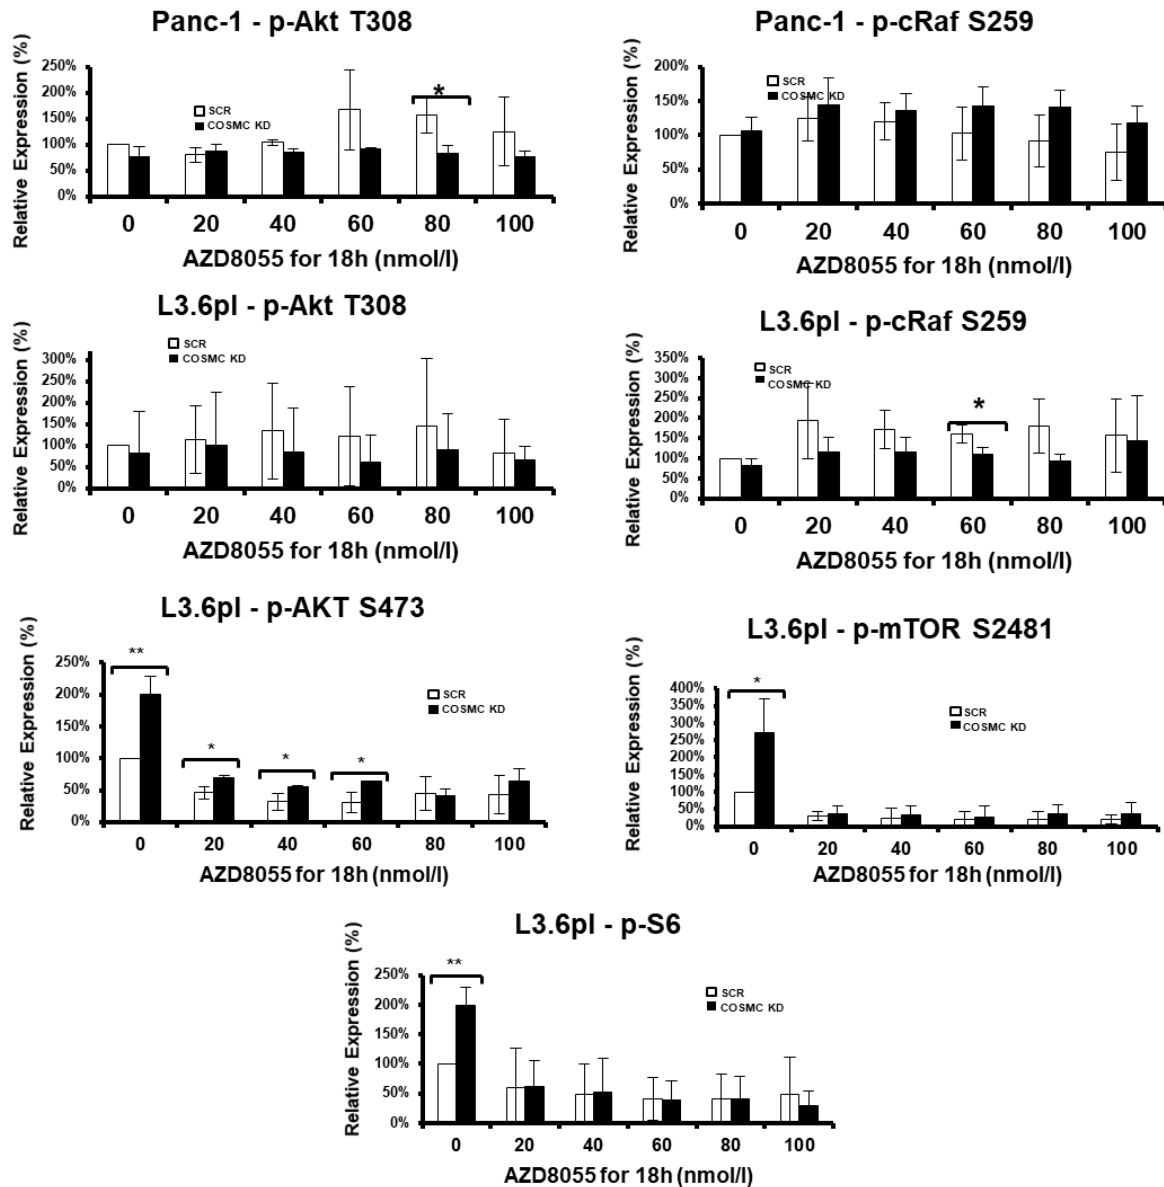 Panc-1 - p-Akt T308
Relative Expression (%)
250%
200%
150%
100%
50%
0%
SCR
COSMC KD
*
0 20 40 60 80 100
AZD8055 for 18h (nmol/l)
Panc-1 - p-cRaf S259
Relative Expression (%)
200%
150%
100%
50%
0%
SCR
COSMC KD
0 20 40 60 80 100
AZD8055 for 18h (nmol/l)
L3.6pl - p-Akt T308
Relative Expression (%)
300%
250%
200%
150%
100%
50%
0%
SCR
COSMC KD
0 20 40 60 80 100
AZD8055 for 18h (nmol/l)
L3.6pl - p-cRaf S259
Relative Expression (%)
350%
300%
250%
200%
150%
100%
50%
0%
SCR
COSMC KD
*
0 20 40 60 80 100
AZD8055 for 18h (nmol/l)
L3.6pl - p-AKT S473
Relative Expression (%)
250%
200%
150%
100%
50%
0%
**
* * *
SCR
COSMC KD
0 20 40 60 80 100
AZD8055 for 18h (nmol/l)
L3.6pl - p-mTOR S2481
Relative Expression (%)
400%
350%
300%
250%
200%
150%
100%
50%
0%
*
SCR
COSMC KD
0 20 40 60 80 100
AZD8055 for 18h (nmol/l)
L3.6pl - p-S6
Relative Expression (%)
250%
200%
150%
100%
50%
0%
**
SCR
COSMC KD
0 20 40 60 80 100
AZD8055 for 18h (nmol/l)